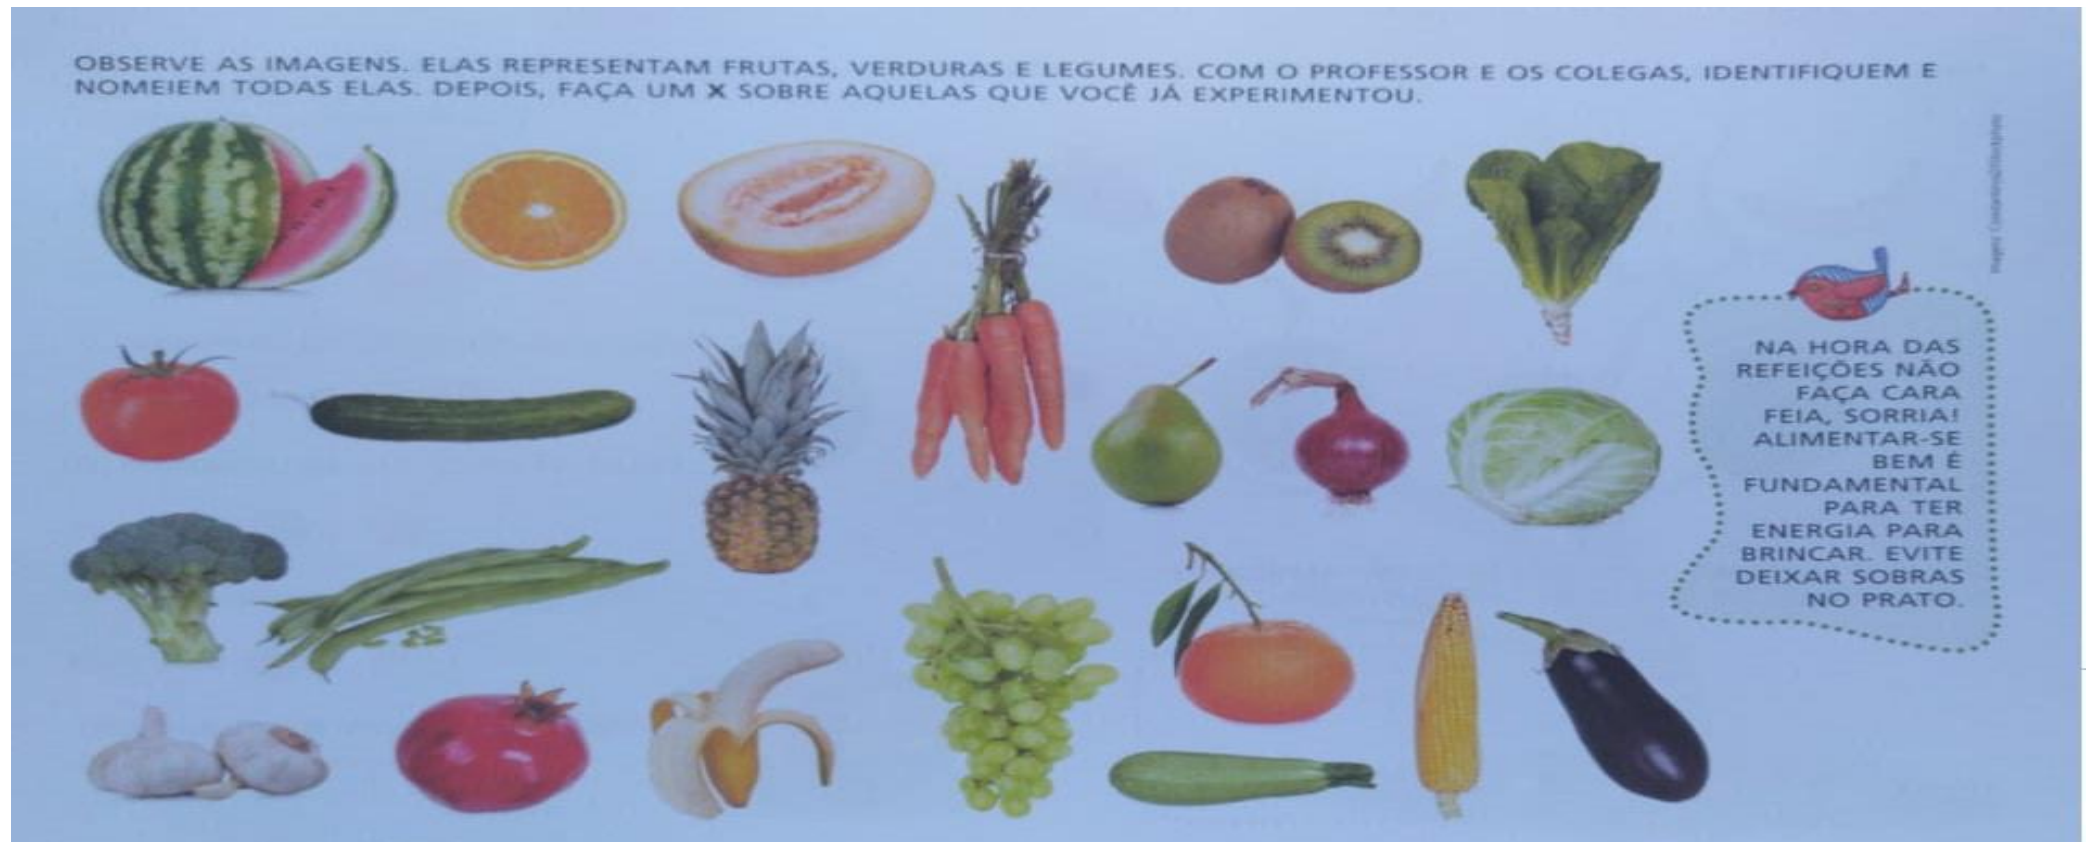 OBSERVE AS IMAGENS. ELAS REPRESENTAM FRUTAS, VERDURAS E LEGUMES. COM O PROFESSOR E OS COLEGAS, IDENTIFIQUEM E
NOMEIEM TODAS ELAS. DEPOIS, FAÇA UM X SOBRE AQUELAS QUE VOCÊ JÁ EXPERIMENTOU.
NA HORA DAS
REFEIÇÕES NÃO
FAÇA CARA
FEIA, SORRIA!
ALIMENTAR-SE
BEM É
FUNDAMENTAL
PARA TER
ENERGIA PARA
BRINCAR. EVITE
DEIXAR SOBRAS
NO PRATO.